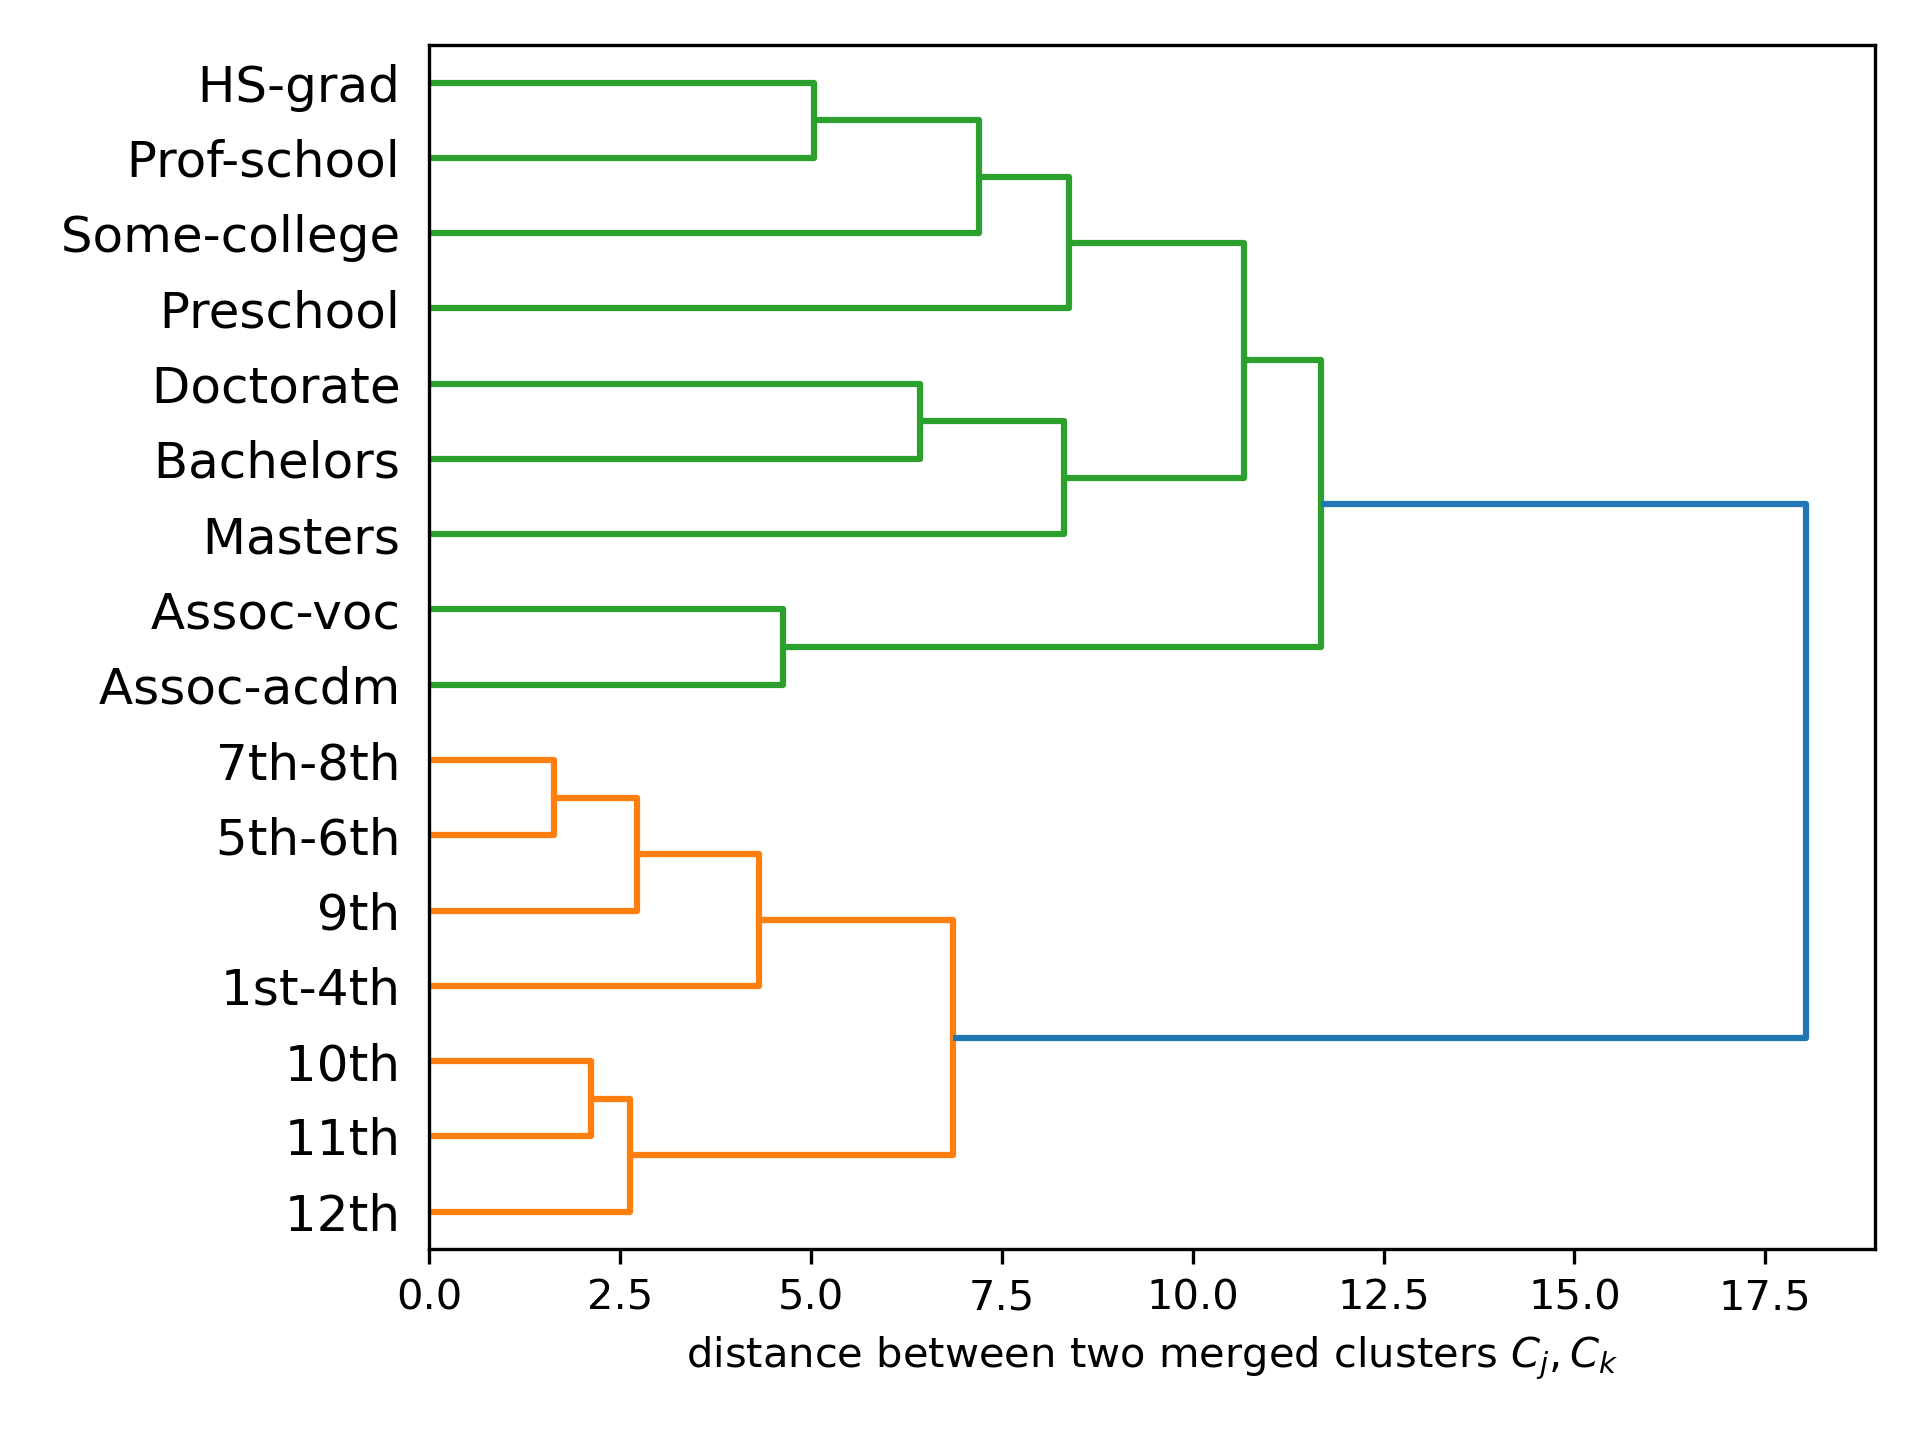 HS-grad
Prof-school
Some-college
Preschool
Doctorate
Bachelors
Masters
Assoc-voc
Assoc-acdm
7th-8th
5th-6th
9th
1st-4th
10th
11th
12th
0.0 2.5 5.0 7.5 10.0 12.5 15.0 17.5
distance between two merged clusters C_j, C_k